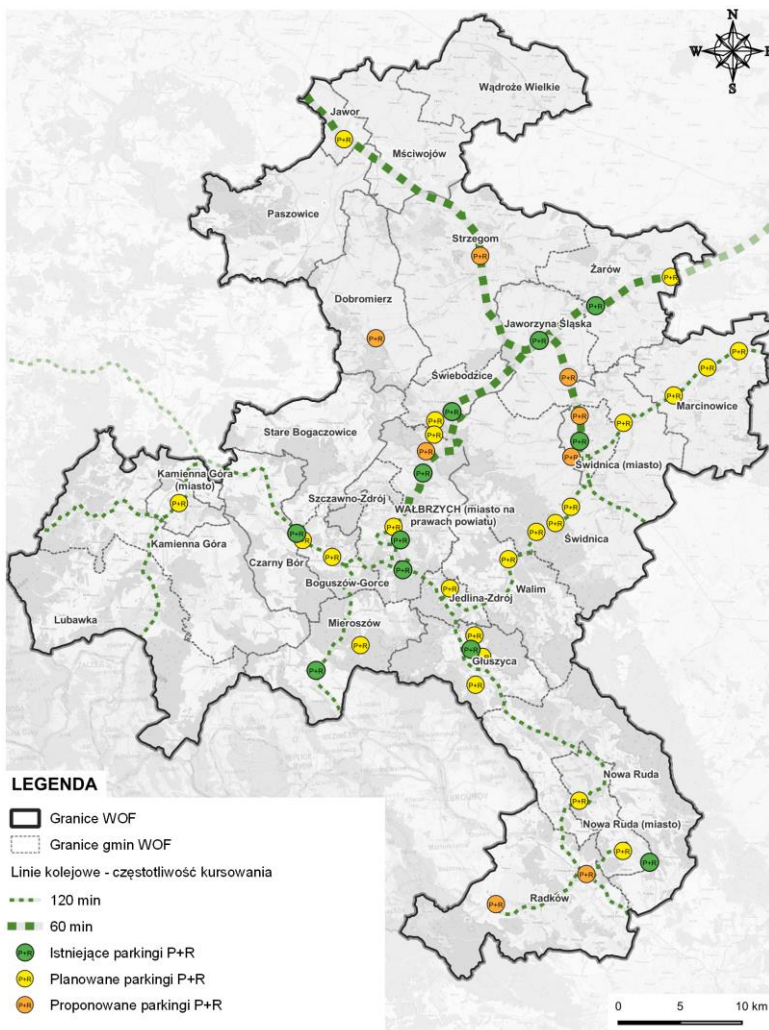 N
W
E
S
Wądroże Wielkie
Jawor
P+R
Mściwojów
Paszowice
Strzegom
P+R
Żarów
P+R
P+R
Dobromierz
P+R
Jaworzyna Śląska
P+R
P+R
Świebodzice
P+R
P+R
P+R
P+R
P+R
Marcinowice
P+R
P+R
P+R
P+R
P+R
P+R
P+R
Świdnica (miasto)
Stare Bogaczowice
Kamienna Góra
(miasto)
P+R
Szczawno-Zdrój
WAŁBRZYCH (miasto na
prawach powiatu)
P+R
P+R
P+R
P+R
P+R
Świdnica
P+R
P+R
P+R
Kamienna Góra
Czarny Bór
P+R
Boguszów-Gorce
P+R
P+R
Walim
P+R
Jedlina-Zdrój
Lubawka
Mieroszów
P+R
P+R
P+R
P+R
P+R
Głuszyca
P+R
Nowa Ruda
P+R
Nowa Ruda (miasto)
P+R
P+R
P+R
Radków
P+R
LEGENDA
Granice WOF
Granice gmin WOF
Linie kolejowe - częstotliwość kursowania
120 min
60 min
P+R Istniejące parkingi P+R
P+R Planowane parkingi P+R
P+R Proponowane parkingi P+R
0 5 10 km